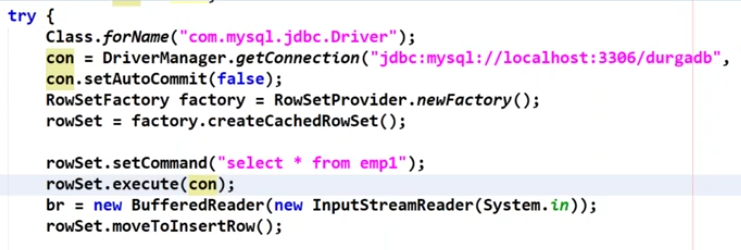 try {
Class.forName("com.mysql.jdbc.Driver");
con = DriverManager.getConnection("jdbc:mysql://localhost:3306/durgadb",
con.setAutoCommit(false);
RowSetFactory factory = RowSetProvider.newFactory();
rowSet = factory.createCachedRowSet();
rowSet.setCommand("select * from emp1");
rowSet.execute(con);
br = new BufferedReader(new InputStreamReader(System.in));
rowSet.moveToInsertRow();